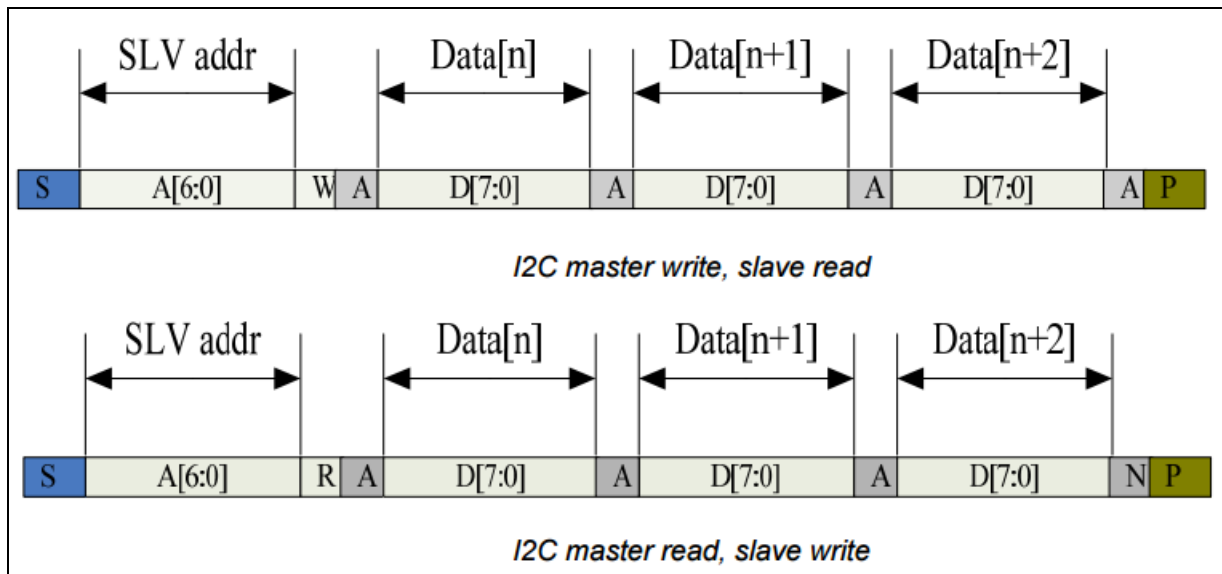 SLV addr Data[n] Data[n+1] Data[n+2]
S A[6:0] W A D[7:0] A D[7:0] A D[7:0] A P
I2C master write, slave read
SLV addr Data[n] Data[n+1] Data[n+2]
S A[6:0] R A D[7:0] A D[7:0] A D[7:0] N P
I2C master read, slave write